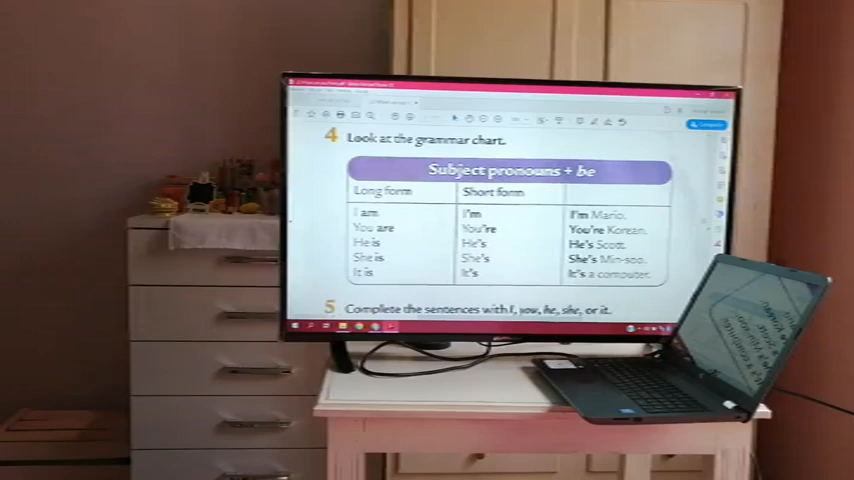 4 Look at the grammar chart.
Subject pronouns + be
Long form Short form
I am I'm I'm Mario.
You are You're You're Korean.
He is He's He's Scott.
She is She's She's Min-soo.
It is It's It's a computer.
5 Complete the sentences with I, you, he, she, or it.